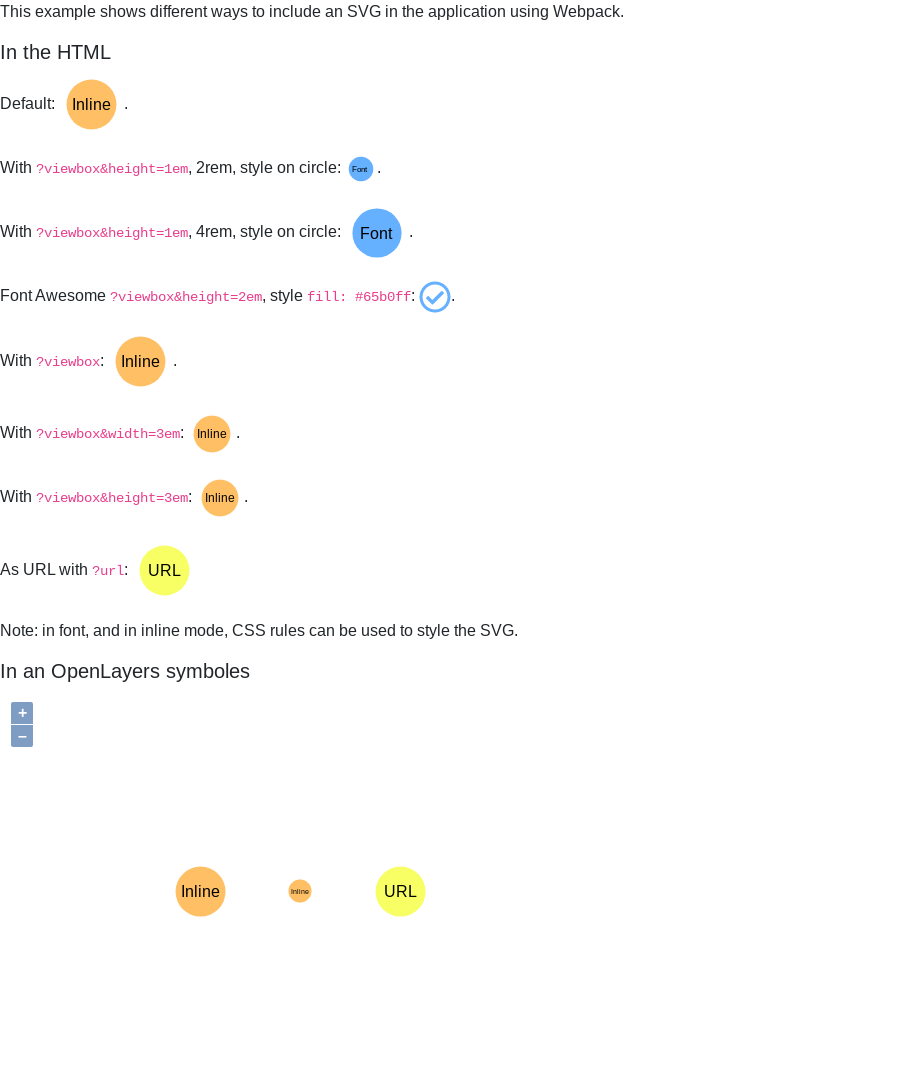 This example shows different ways to include an SVG in the application using Webpack.
In the HTML
Default: Inline .
With ?viewbox&height=1em, 2rem, style on circle: Font .
With ?viewbox&height=1em, 4rem, style on circle: Font .
Font Awesome ?viewbox&height=2em, style fill: #65b0ff: .
With ?viewbox: Inline .
With ?viewbox&width=3em: Inline .
With ?viewbox&height=3em: Inline .
As URL with ?url: URL
Note: in font, and in inline mode, CSS rules can be used to style the SVG.
In an OpenLayers symboles
+
−
Inline Inline URL